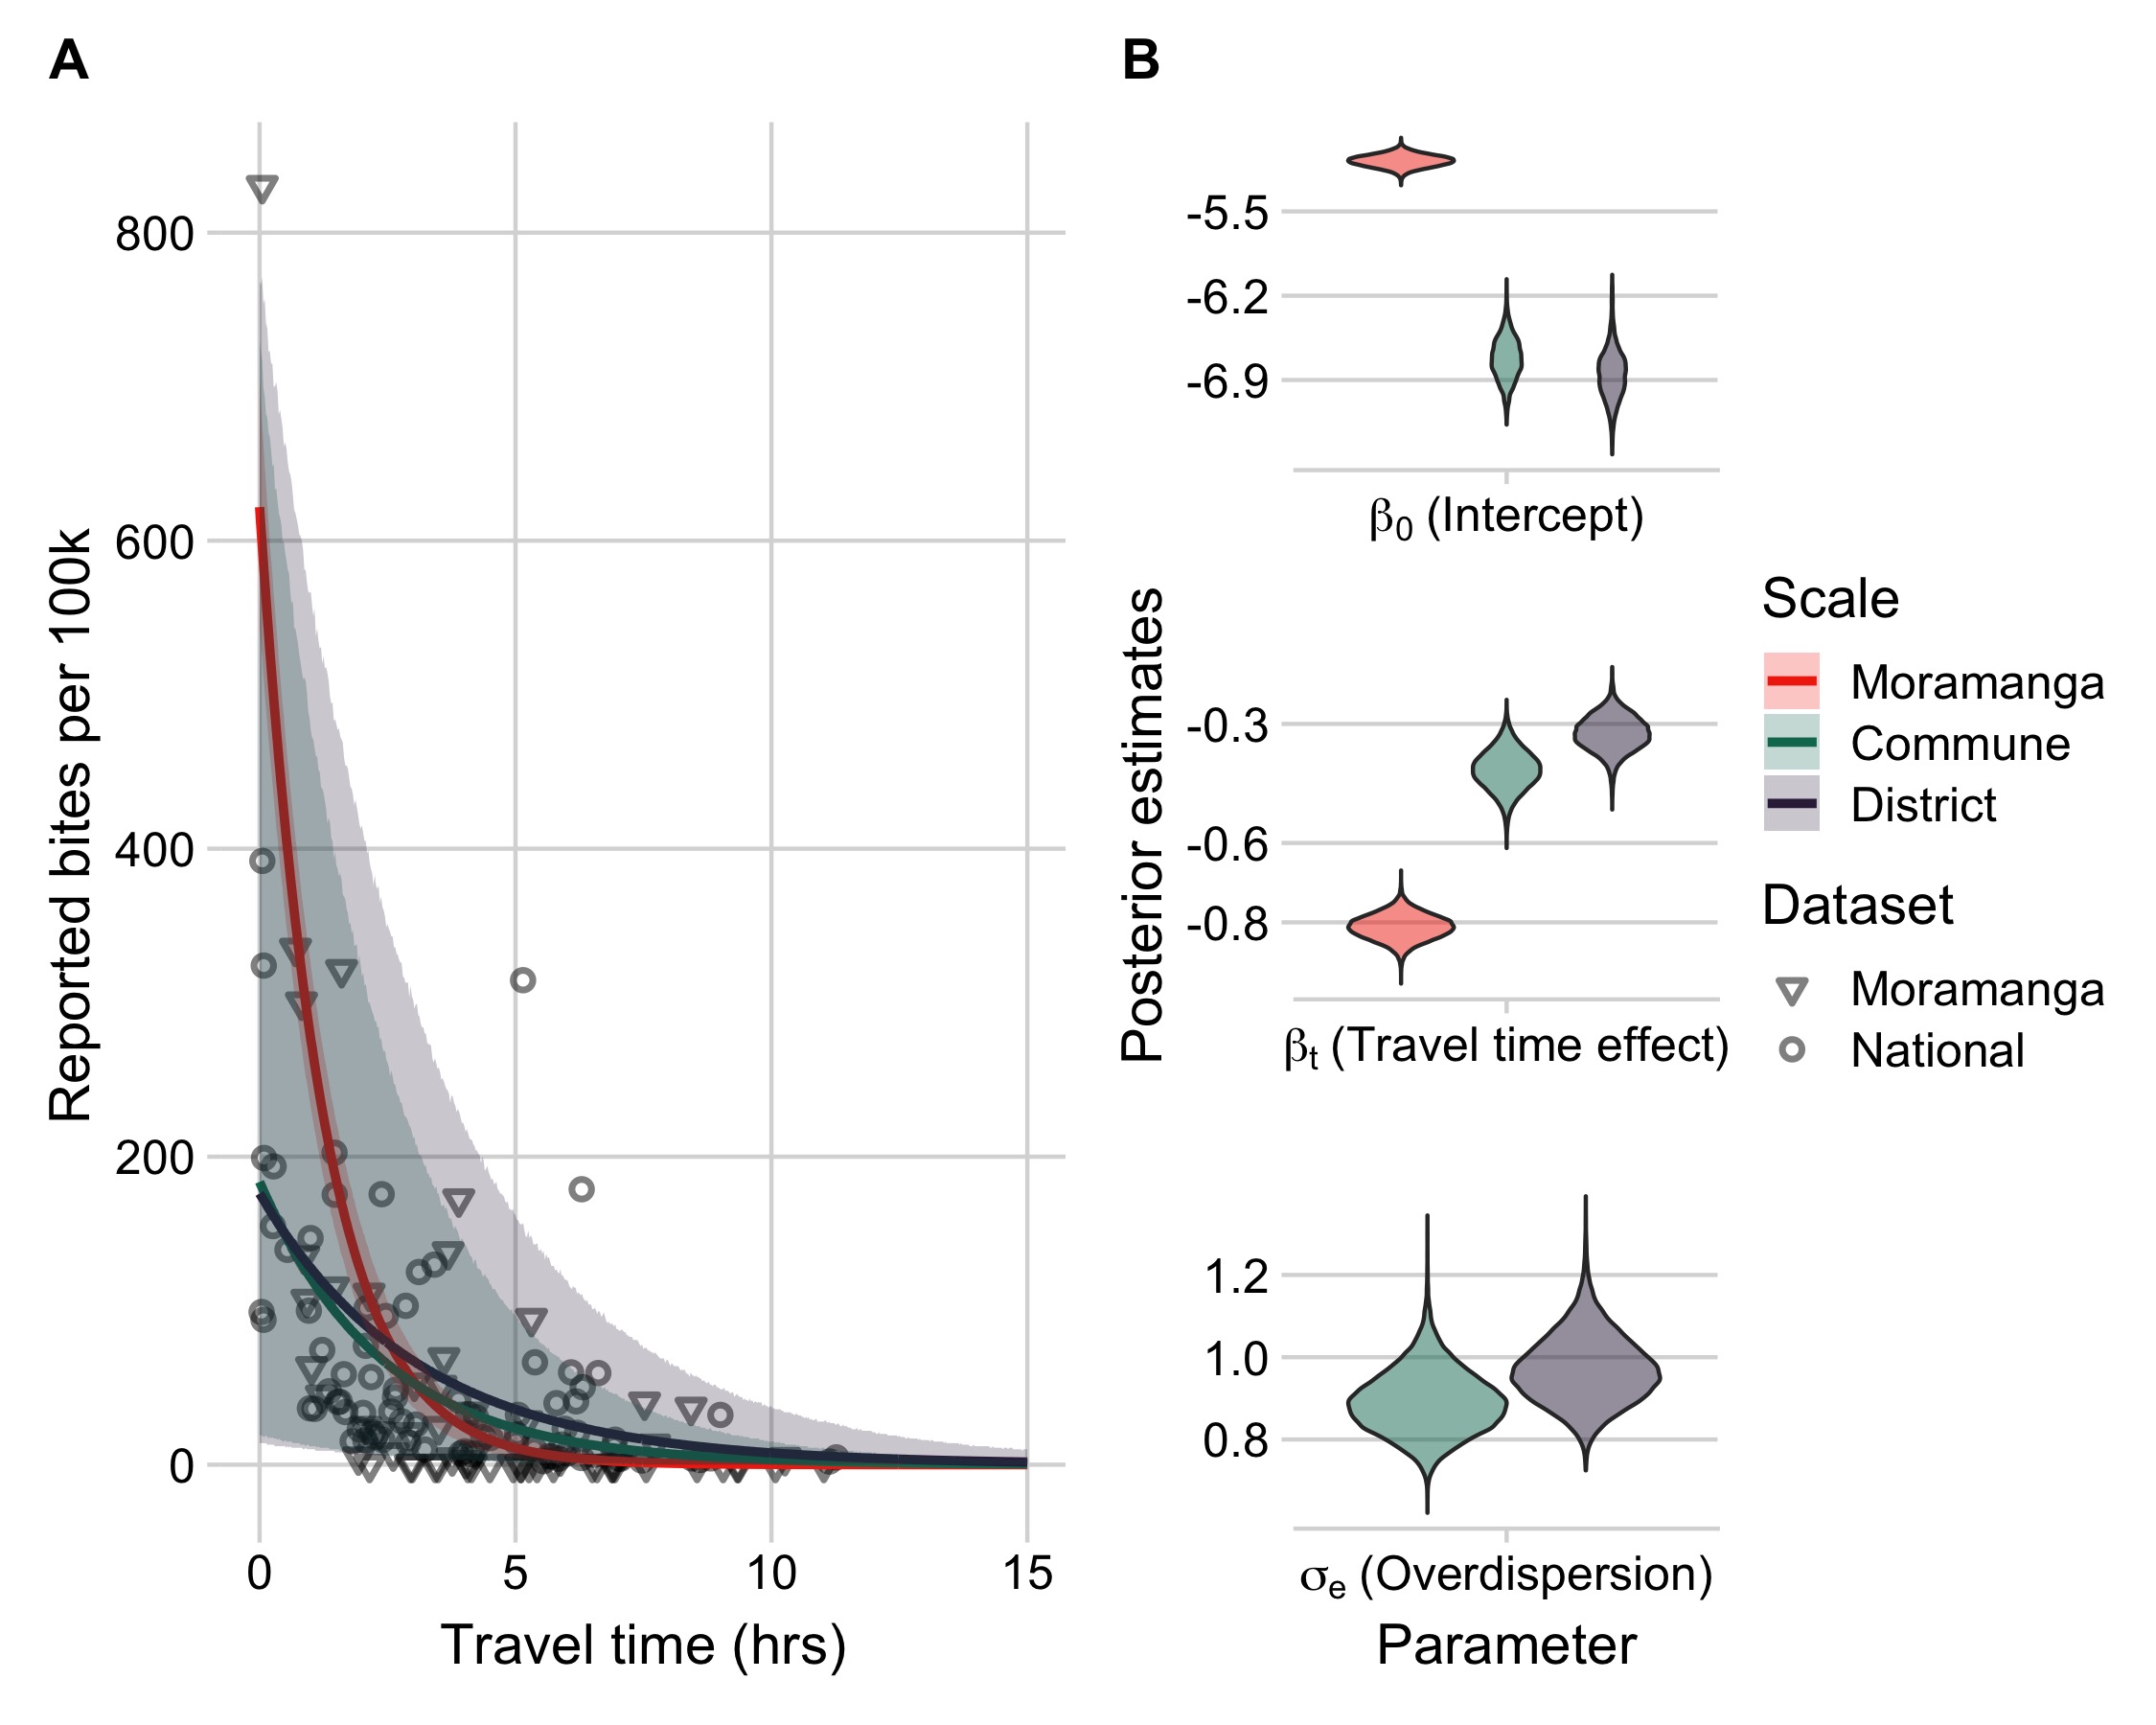 A
Reported bites per 100k
800
600
400
200
0
0 5 10 15
Travel time (hrs)
B
Posterior estimates
-5.5
-6.2
-6.9
β0 (Intercept)
-0.3
-0.6
-0.8
βt (Travel time effect)
1.2
1.0
0.8
σe (Overdispersion)
Parameter
Scale
Moramanga
Commune
District
Dataset
Moramanga
National